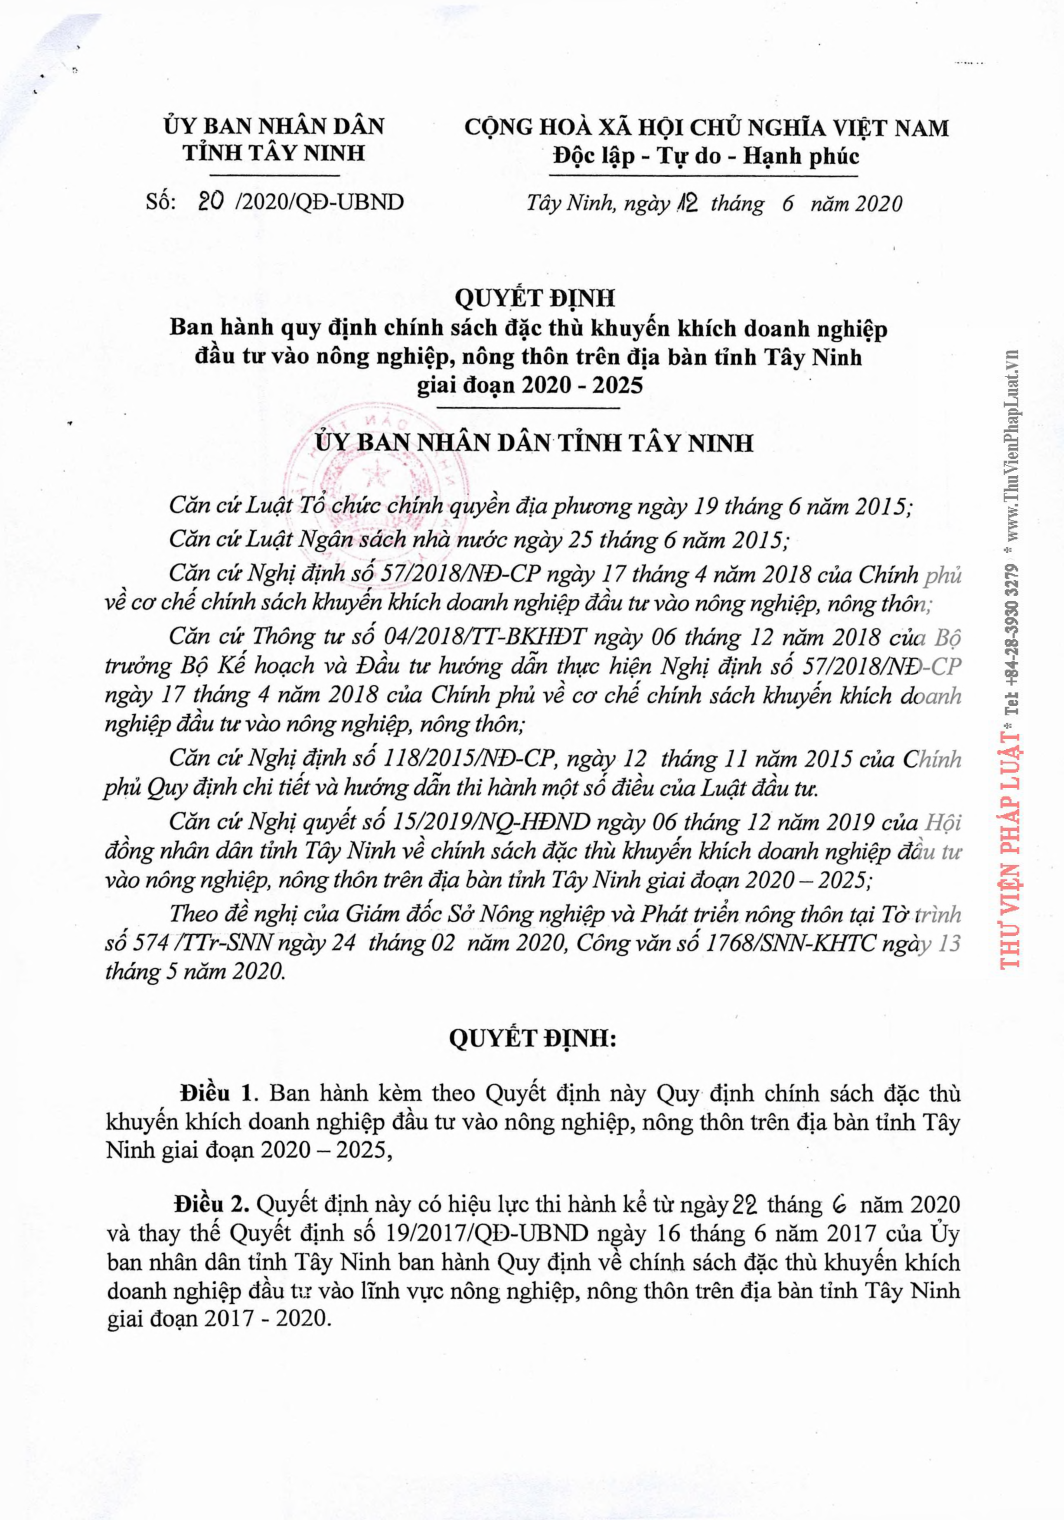 ỦY BAN NHÂN DÂN
TỈNH TÂY NINH
Số: 20 /2020/QĐ-UBND
CỘNG HOÀ XÃ HỘI CHỦ NGHĨA VIỆT NAM
Độc lập - Tự do - Hạnh phúc
Tây Ninh, ngày 12 tháng 6 năm 2020
QUYẾT ĐỊNH
Ban hành quy định chính sách đặc thù khuyến khích doanh nghiệp
đầu tư vào nông nghiệp, nông thôn trên địa bàn tỉnh Tây Ninh
giai đoạn 2020 - 2025
ỦY BAN NHÂN DÂN TỈNH TÂY NINH
Căn cứ Luật Tổ chức chính quyền địa phương ngày 19 tháng 6 năm 2015;
Căn cứ Luật Ngân sách nhà nước ngày 25 tháng 6 năm 2015;
Căn cứ Nghị định số 57/2018/NĐ-CP ngày 17 tháng 4 năm 2018 của Chính phủ
về cơ chế chính sách khuyến khích doanh nghiệp đầu tư vào nông nghiệp, nông thôn;
Căn cứ Thông tư số 04/2018/TT-BKHĐT ngày 06 tháng 12 năm 2018 của Bộ
trưởng Bộ Kế hoạch và Đầu tư hướng dẫn thực hiện Nghị định số 57/2018/NĐ-CP
ngày 17 tháng 4 năm 2018 của Chính phủ về cơ chế chính sách khuyến khích doanh
nghiệp đầu tư vào nông nghiệp, nông thôn;
Căn cứ Nghị định số 118/2015/NĐ-CP, ngày 12 tháng 11 năm 2015 của Chính
phủ Quy định chi tiết và hướng dẫn thi hành một số điều của Luật đầu tư.
Căn cứ Nghị quyết số 15/2019/NQ-HĐND ngày 06 tháng 12 năm 2019 của Hội
đồng nhân dân tỉnh Tây Ninh về chính sách đặc thù khuyến khích doanh nghiệp đầu tư
vào nông nghiệp, nông thôn trên địa bàn tỉnh Tây Ninh giai đoạn 2020 – 2025;
Theo đề nghị của Giám đốc Sở Nông nghiệp và Phát triển nông thôn tại Tờ trình
số 574 /TTr-SNN ngày 24 tháng 02 năm 2020, Công văn số 1768/SNN-KHTC ngày 13
tháng 5 năm 2020.
QUYẾT ĐỊNH:
Điều 1. Ban hành kèm theo Quyết định này Quy định chính sách đặc thù
khuyến khích doanh nghiệp đầu tư vào nông nghiệp, nông thôn trên địa bàn tỉnh Tây
Ninh giai đoạn 2020 – 2025,
Điều 2. Quyết định này có hiệu lực thi hành kể từ ngày 22 tháng 6 năm 2020
và thay thế Quyết định số 19/2017/QĐ-UBND ngày 16 tháng 6 năm 2017 của Ủy
ban nhân dân tỉnh Tây Ninh ban hành Quy định về chính sách đặc thù khuyến khích
doanh nghiệp đầu tư vào lĩnh vực nông nghiệp, nông thôn trên địa bàn tỉnh Tây Ninh
giai đoạn 2017 - 2020.
THƯ VIỆN PHÁP LUẬT * Tel: +84-28-3930 3279 * www.ThuVienPhapLuat.vn